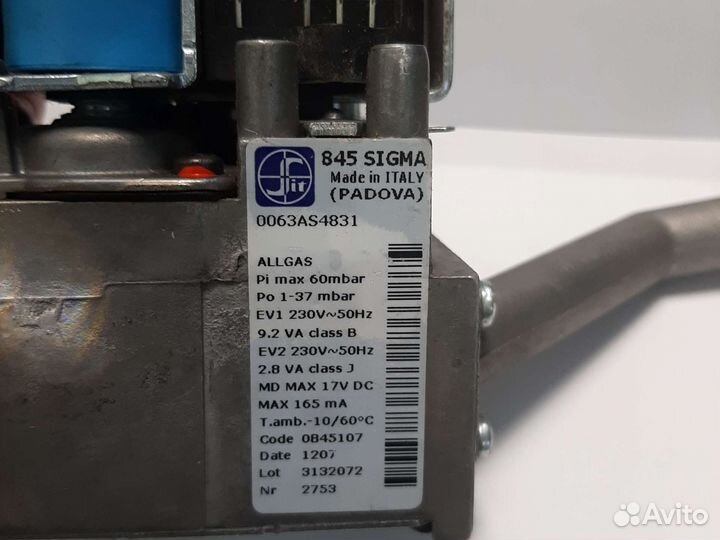 Sit
845 SIGMA
Made in ITALY
(PADOVA)
0063AS4831
ALLGAS
Pi max 60mbar
Po 1-37 mbar
EV1 230V~50Hz
9.2 VA class B
EV2 230V~50Hz
2.8 VA class J
MD MAX 17V DC
MAX 165 mA
T.amb.-10/60°C
Code 0845107
Date 1207
Lot 3132072
Nr 2753
Avito